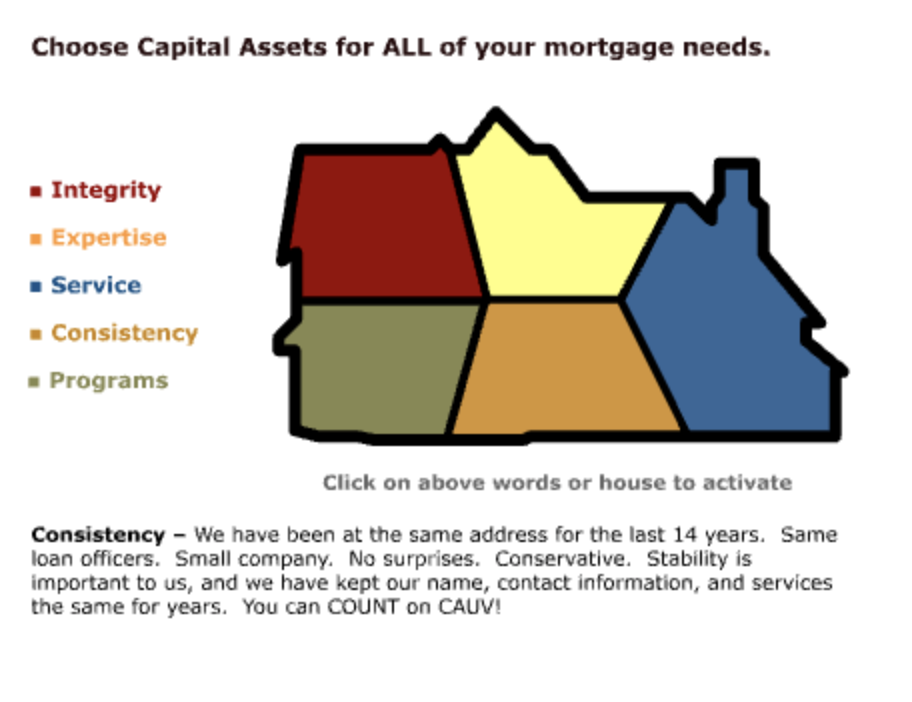 Choose Capital Assets for ALL of your mortgage needs.
Integrity
Expertise
Service
Consistency
Programs
Click on above words or house to activate
Consistency – We have been at the same address for the last 14 years.  Same
loan officers.  Small company.  No surprises.  Conservative.  Stability is
important to us, and we have kept our name, contact information, and services
the same for years.  You can COUNT on CAUV!